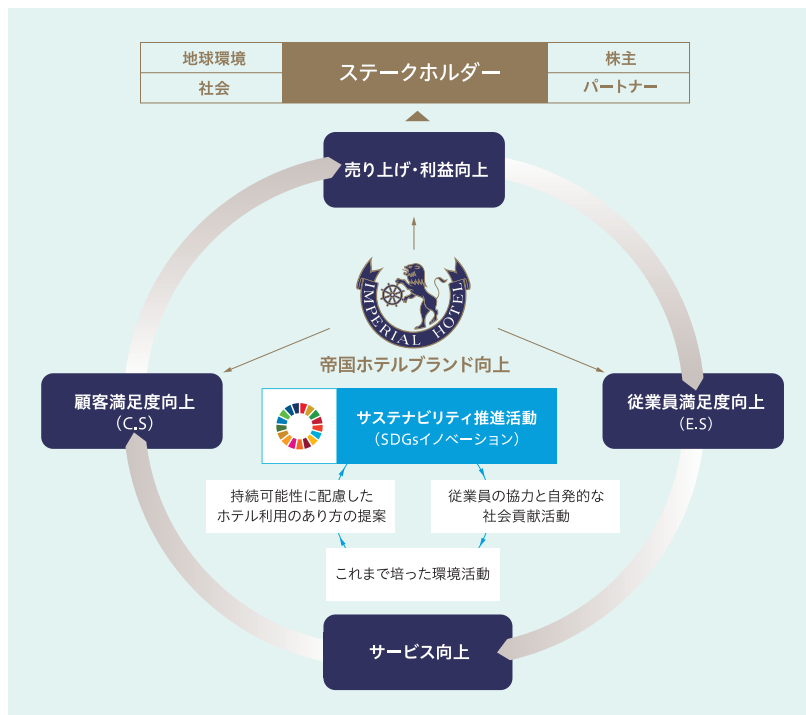 地球環境
社会
ステークホルダー
株主
パートナー
売り上げ・利益向上
IMPERIAL HOTEL
帝国ホテルブランド向上
顧客満足度向上
（C.S）
従業員満足度向上
（E.S）
サステナビリティ推進活動
（SDGsイノベーション）
持続可能性に配慮した
ホテル利用のあり方の提案
従業員の協力と自発的な
社会貢献活動
これまで培った環境活動
サービス向上